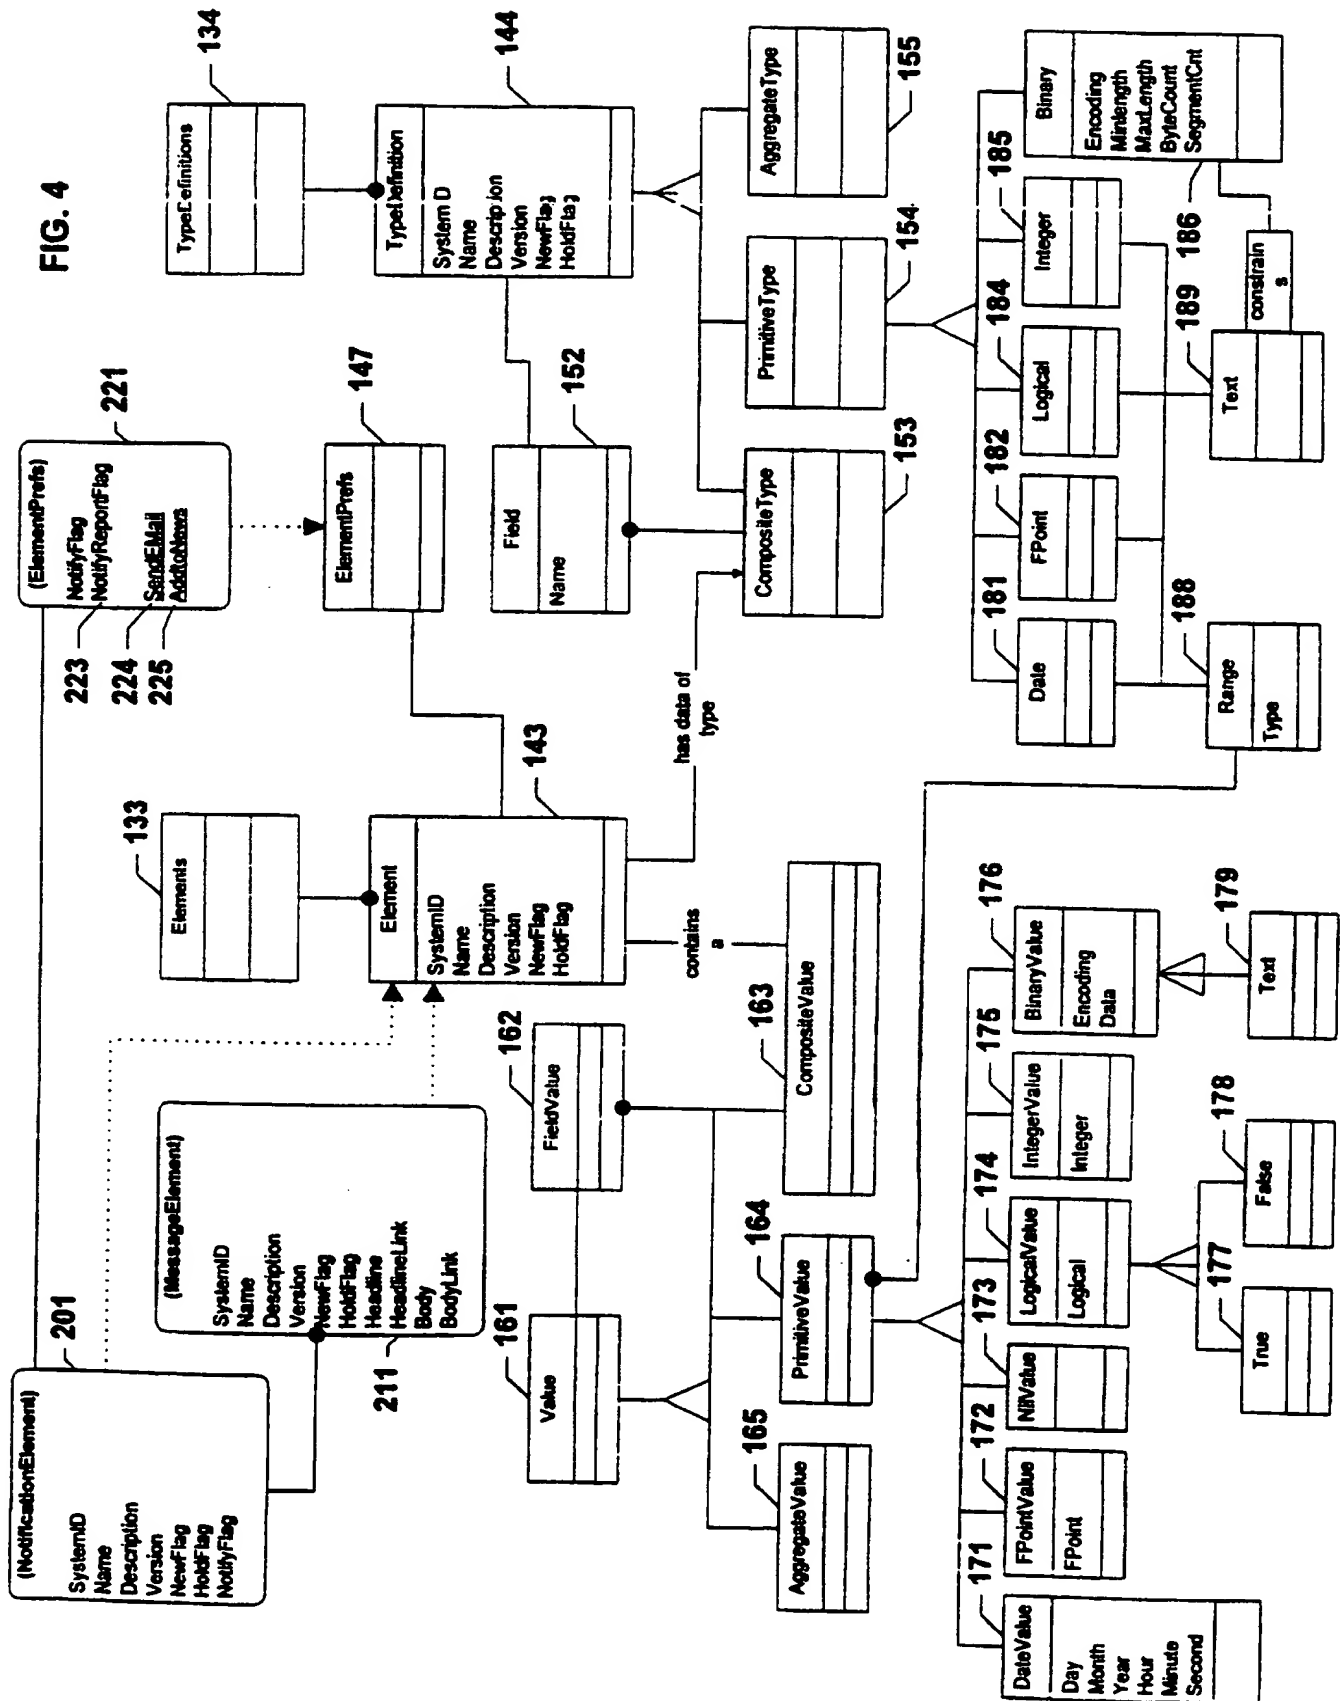 FIG. 4
(NotificationElement)
SystemID
Name
Description
Version
NewFlag
HoldFlag
NotifyFlag
201
(MessageElement)
SystemID
Name
Description
Version
NewFlag
HoldFlag
Headline
HeadlineLink
Body
BodyLink
211
(ElementPrefs)
NotifyFlag
NotifyReportFlag
SendEMail
AddtoNews
221
223
224
225
Elements
133
Element
SystemID
Name
Description
Version
NewFlag
HoldFlag
143
ElementPrefs
147
TypeDefinitions
134
TypeDefinition
System D
Name
Description
Version
NewFlag
HoldFlag
144
Field
Name
152
contains
a
has data of
type
Value
161
FieldValue
162
AggregateValue
165
PrimitiveValue
164
CompositeValue
163
CompositeType
153
PrimitiveType
154
AggregateType
155
DateValue
Day
Month
Year
Hour
Minute
Second
171
FPointValue
FPoint
172
NilValue
173
LogicalValue
Logical
174
IntegerValue
Integer
175
BinaryValue
Encoding
Data
176
True
177
False
178
Text
179
Date
181
FPoint
182
Logical
184
Integer
185
Binary
Encoding
Minlength
MaxLength
ByteCount
SegmentCnt
186
Range
Type
188
Text
189
constrain
s